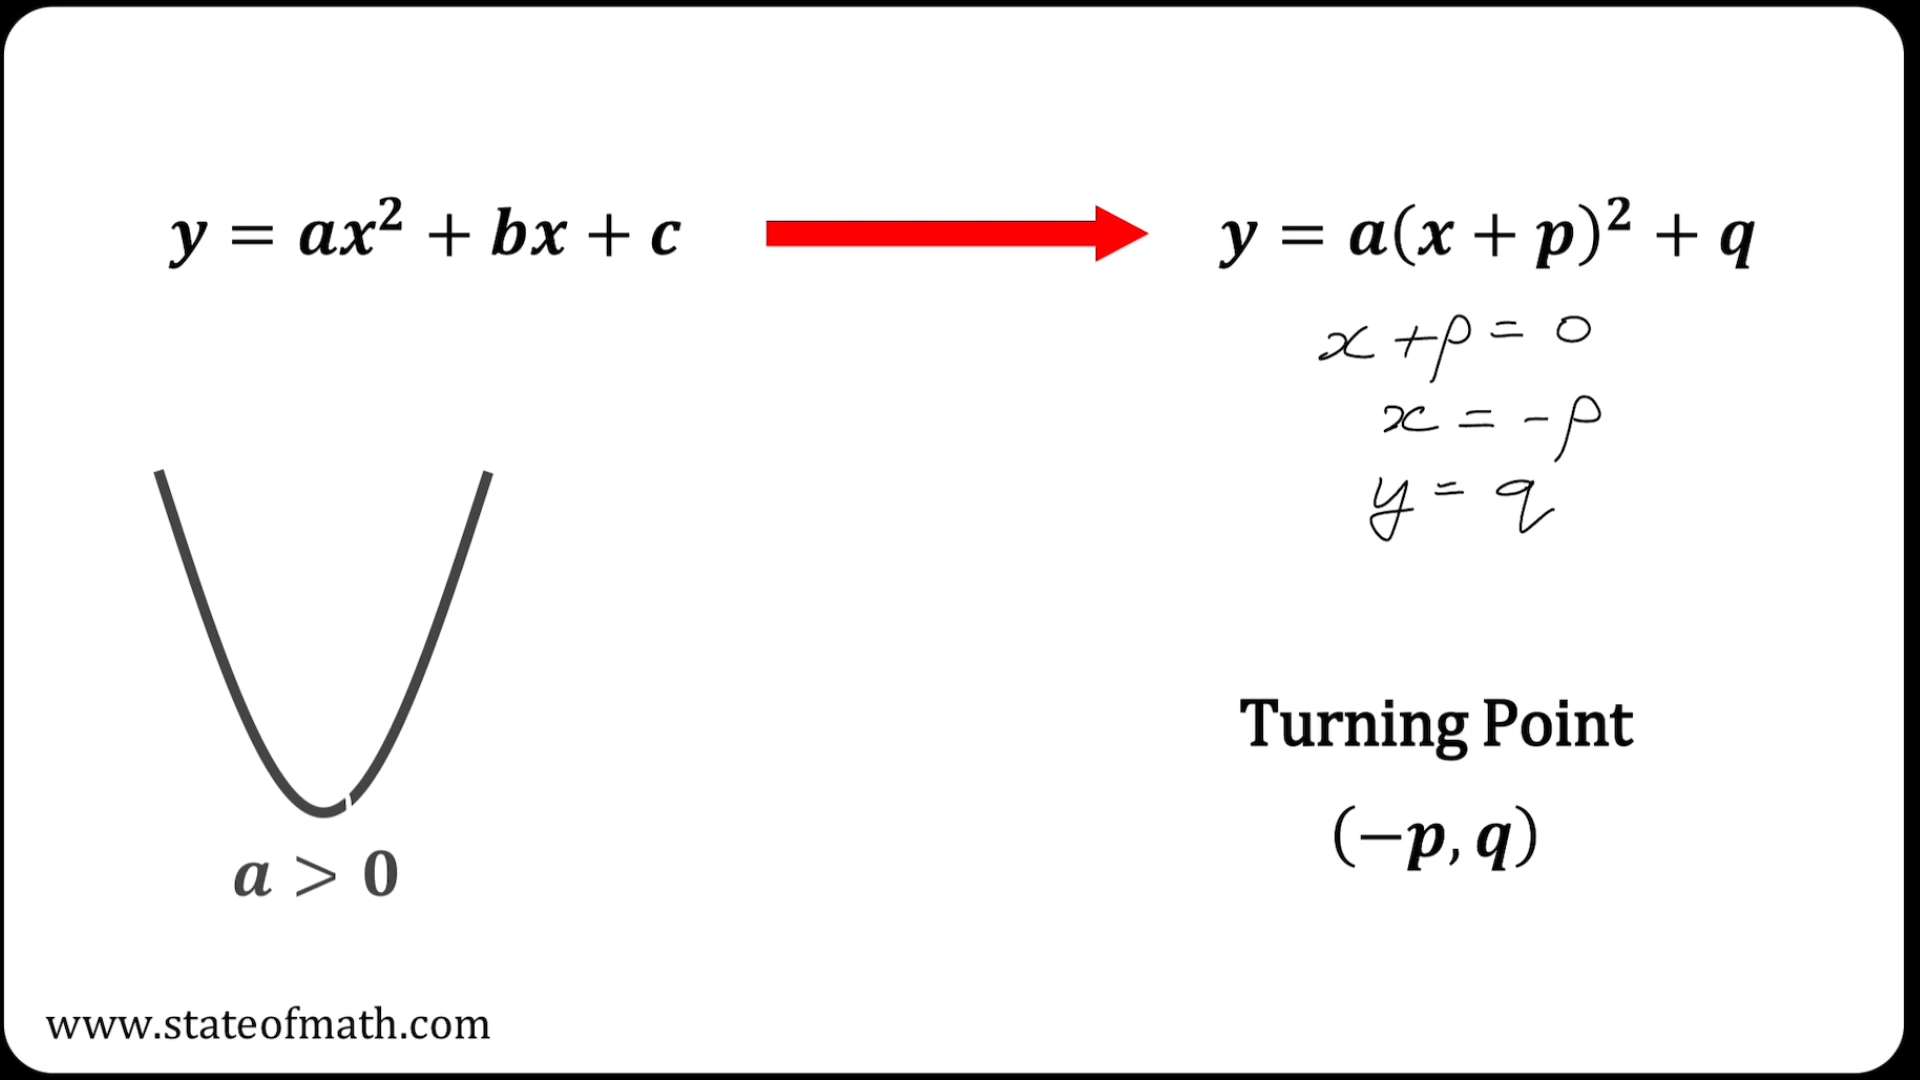 y = ax² + bx + c
y = a(x + p)² + q
x + p = 0
x = -p
y = q
Turning Point
(−p, q)
a > 0
www.stateofmath.com